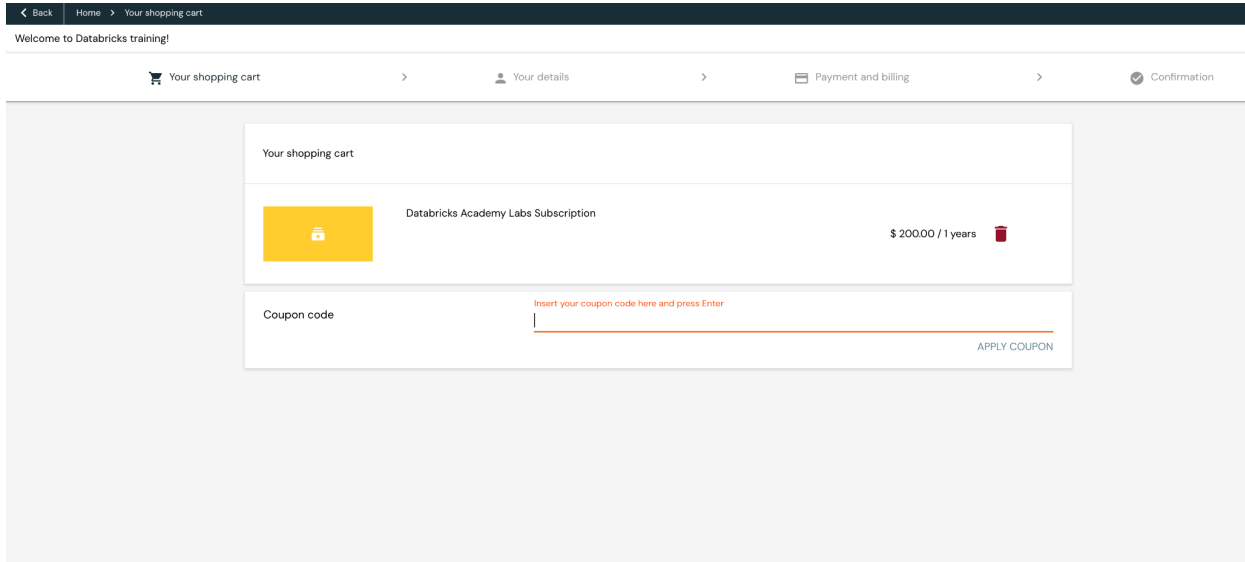 Back Home > Your shopping cart
Welcome to Databricks training!
Your shopping cart > Your details > Payment and billing > Confirmation
Your shopping cart
Databricks Academy Labs Subscription
$ 200.00 / 1 years
Insert your coupon code here and press Enter
Coupon code
APPLY COUPON